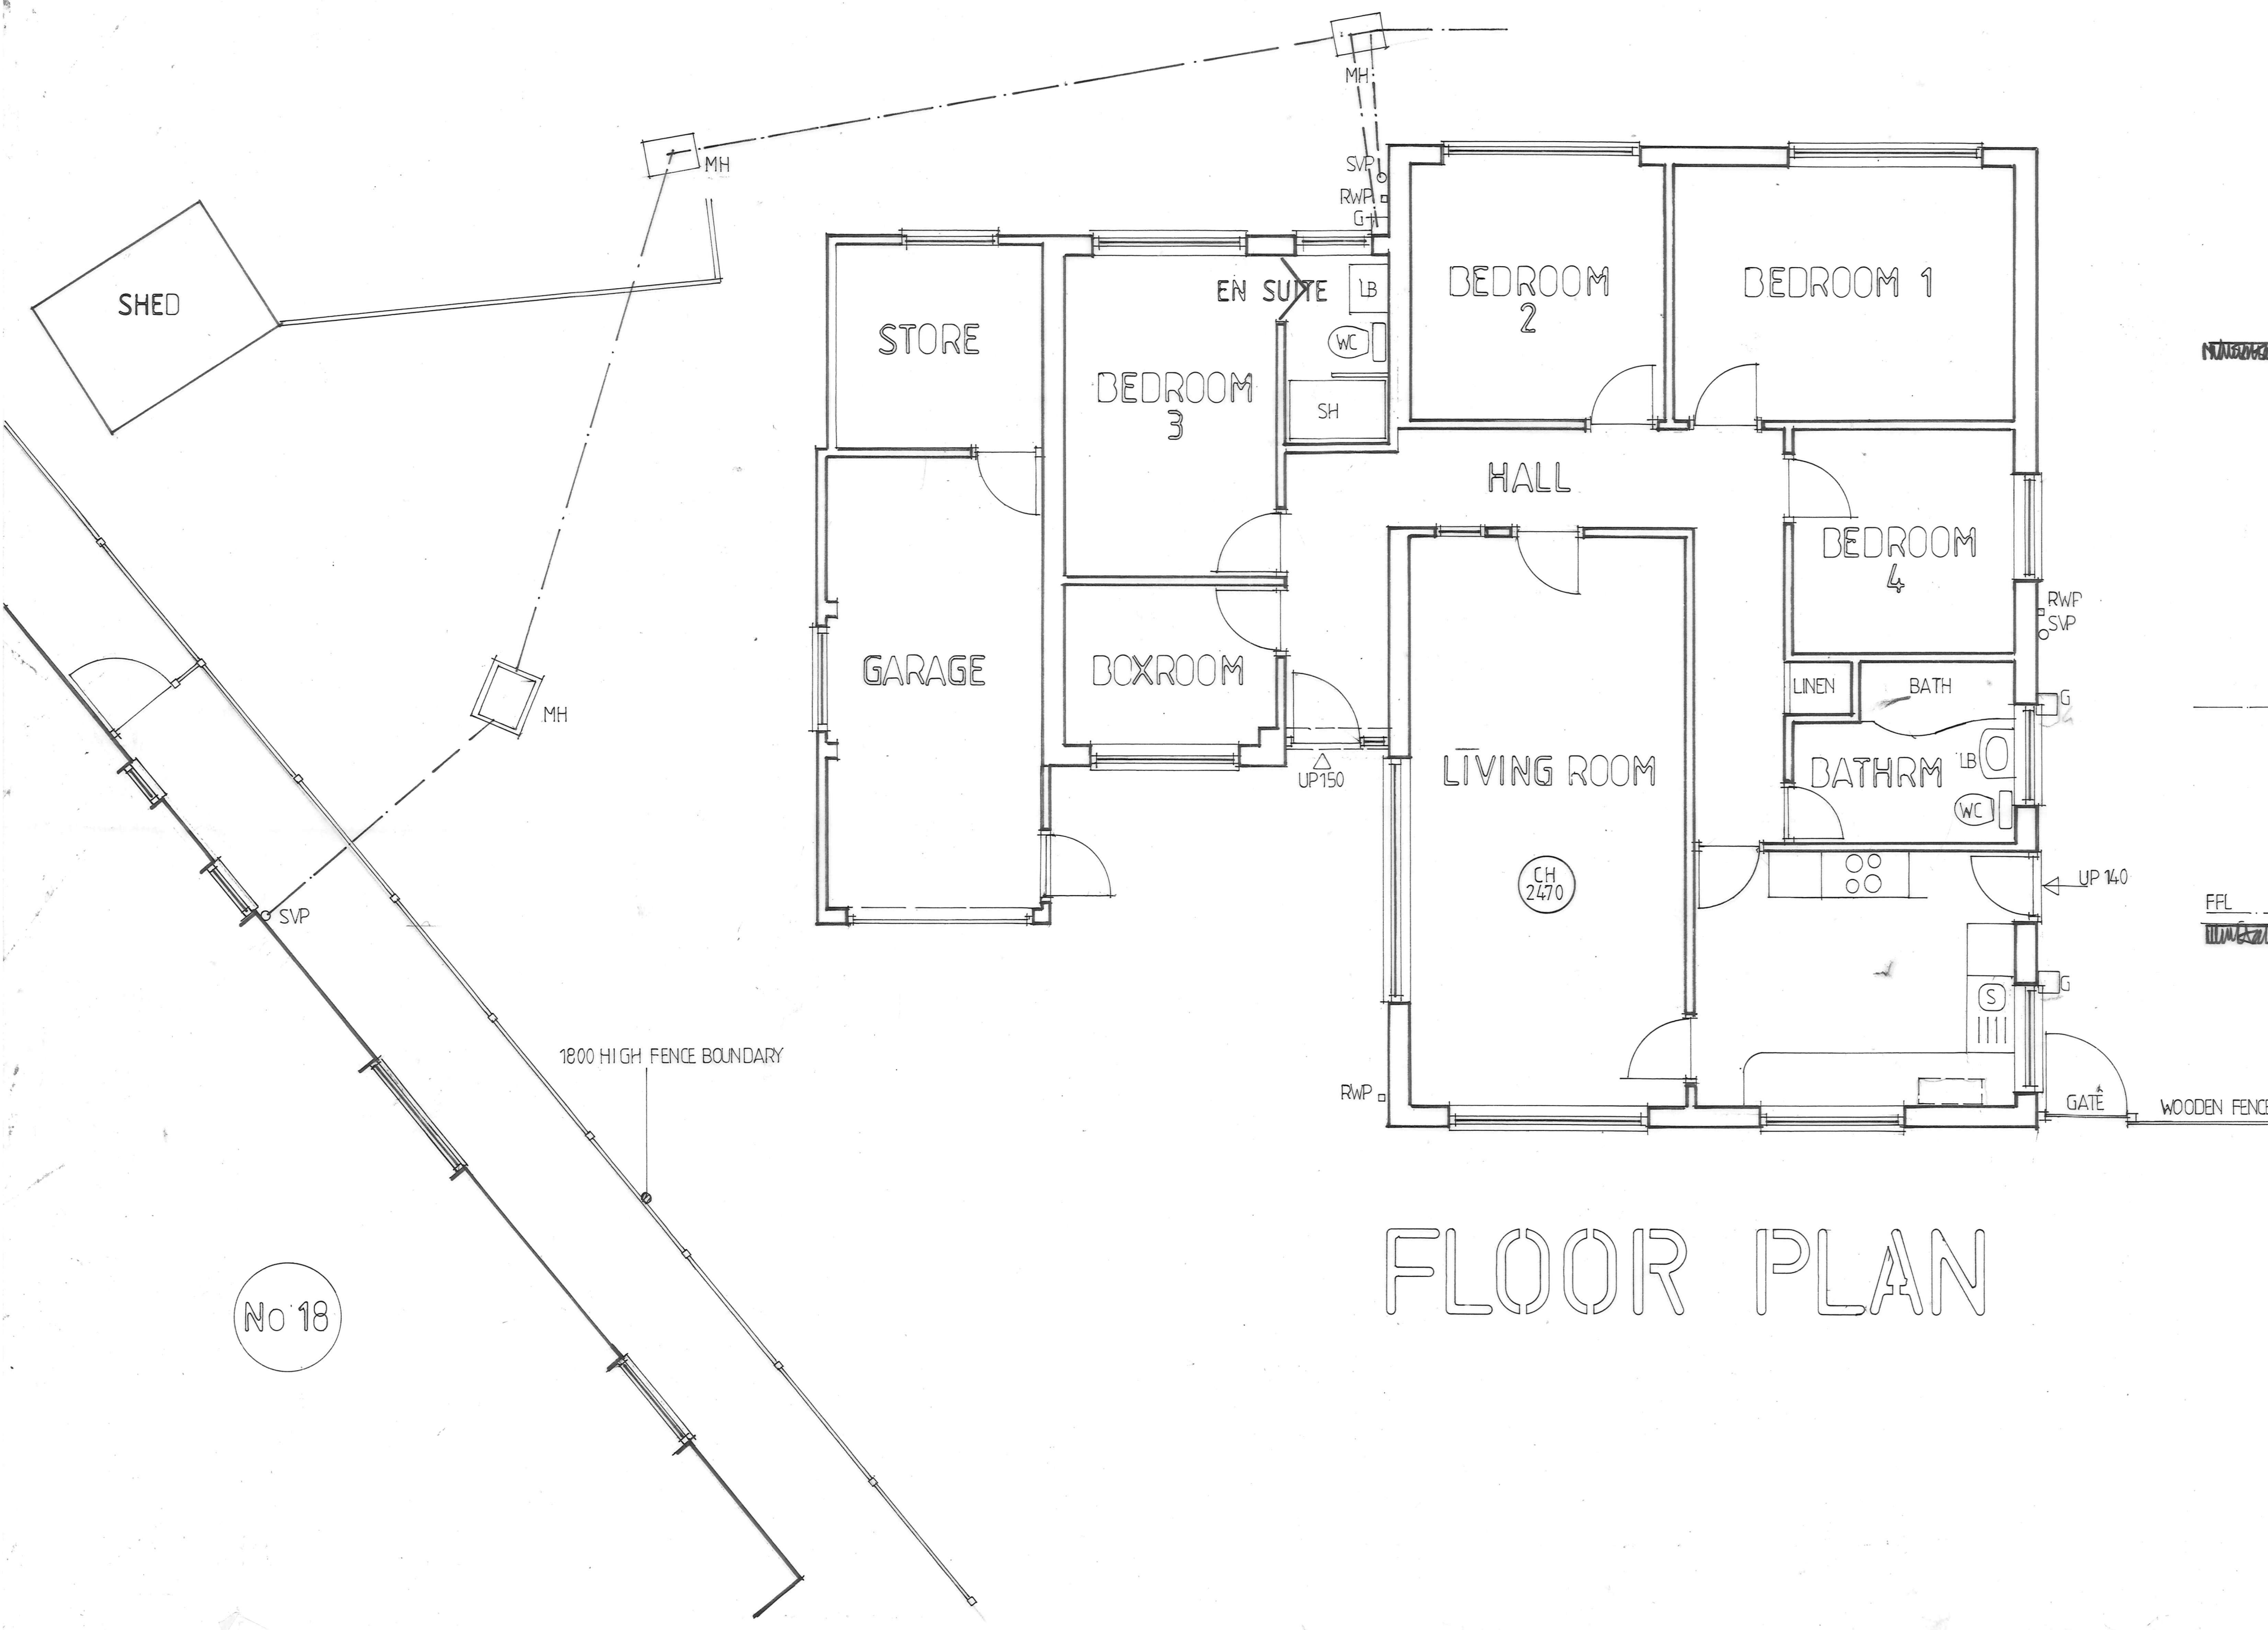 MH
MH
SVP
RWP
G
SHED
STORE
EN SUITE
LB
WC
SH
BEDROOM
3
BEDROOM
2
BEDROOM 1
HALL
BEDROOM
4
RWP
SVP
GARAGE
BOXROOM
UP150
MH
LINEN
BATH
G
LIVING ROOM
BATHRM
LB
WC
CH
2470
UP 140
FFL
SVP
S
G
1800 HIGH FENCE BOUNDARY
RWP
GATE
WOODEN FENCE
FLOOR PLAN
No 18